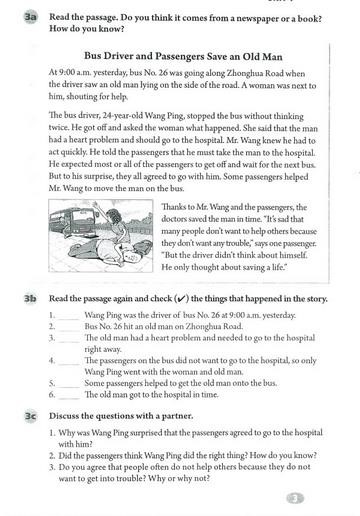 3a Read the passage. Do you think it comes from a newspaper or a book?
How do you know?
Bus Driver and Passengers Save an Old Man
At 9:00 a.m. yesterday, bus No. 26 was going along Zhonghua Road when
the driver saw an old man lying on the side of the road. A woman was next to
him, shouting for help.
The bus driver, 24-year-old Wang Ping, stopped the bus without thinking
twice. He got off and asked the woman what happened. She said that the man
had a heart problem and should go to the hospital. Mr. Wang knew he had to
act quickly. He told the passengers that he must take the man to the hospital.
He expected most or all of the passengers to get off and wait for the next bus.
But to his surprise, they all agreed to go with him. Some passengers helped
Mr. Wang to move the man on the bus.
Thanks to Mr. Wang and the passengers, the
doctors saved the man in time. "It's sad that
many people don't want to help others because
they don't want any trouble," says one passenger.
"But the driver didn't think about himself.
He only thought about saving a life."
3b Read the passage again and check (✓) the things that happened in the story.
1. ____ Wang Ping was the driver of bus No. 26 at 9:00 a.m. yesterday.
2. ____ Bus No. 26 hit an old man on Zhonghua Road.
3. ____ The old man had a heart problem and needed to go to the hospital
right away.
4. ____ The passengers on the bus did not want to go to the hospital, so only
Wang Ping went with the woman and old man.
5. ____ Some passengers helped to get the old man onto the bus.
6. ____ The old man got to the hospital in time.
3c Discuss the questions with a partner.
1. Why was Wang Ping surprised that the passengers agreed to go to the hospital
with him?
2. Did the passengers think Wang Ping did the right thing? How do you know?
3. Do you agree that people often do not help others because they do not
want to get into trouble? Why or why not?
3